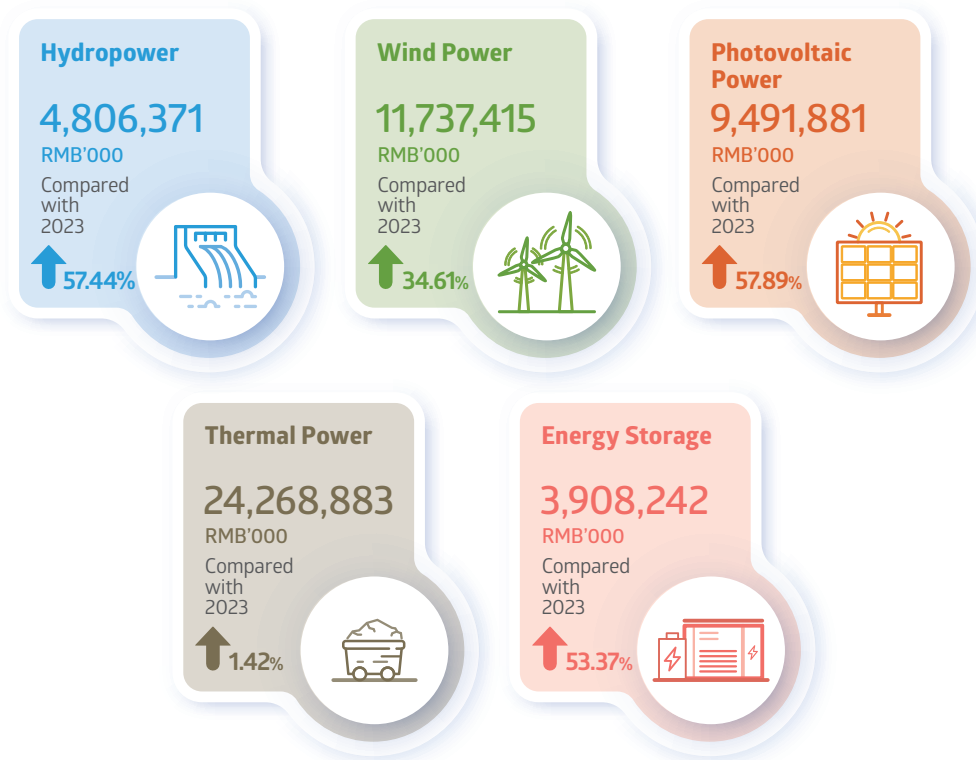 Hydropower
4,806,371
RMB'000
Compared
with
2023
57.44%
Wind Power
11,737,415
RMB'000
Compared
with
2023
34.61%
Photovoltaic
Power
9,491,881
RMB'000
Compared
with
2023
57.89%
Thermal Power
24,268,883
RMB'000
Compared
with
2023
1.42%
Energy Storage
3,908,242
RMB'000
Compared
with
2023
53.37%